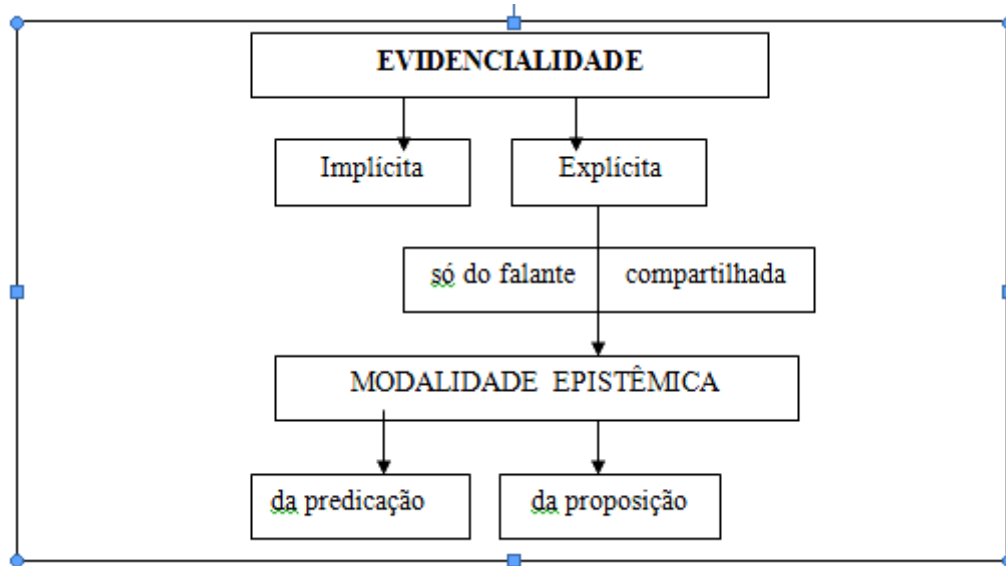 EVIDENCIALIDADE
Implícita Explícita
só do falante compartilhada
MODALIDADE EPISTÊMICA
da predicação da proposição